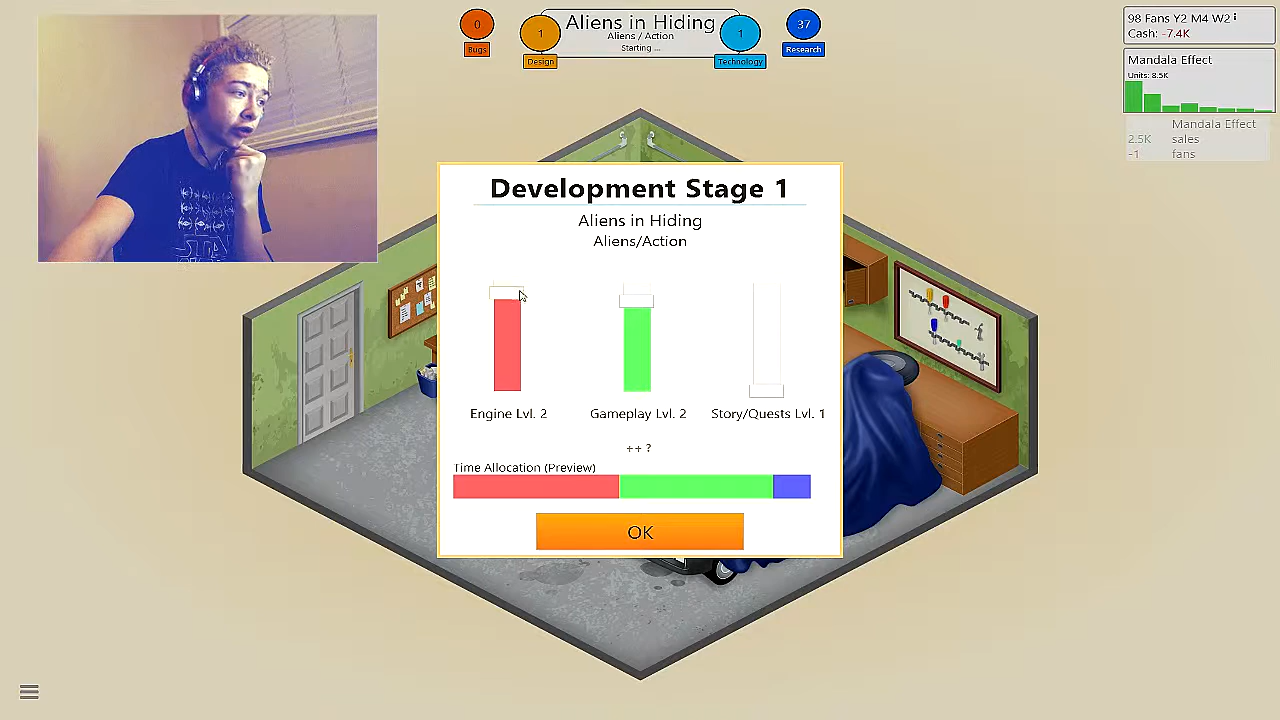 0
Bugs
1
Design
Aliens in Hiding
Aliens / Action
Starting ...
1
Technology
37
Research
98 Fans Y2 M4 W2
Cash: -7.4K
Mandala Effect
Units: 8.5K
Mandala Effect
2.5K sales
-1 fans
Development Stage 1
Aliens in Hiding
Aliens/Action
Engine Lvl. 2
Gameplay Lvl. 2
Story/Quests Lvl. 1
++ ?
Time Allocation (Preview)
OK